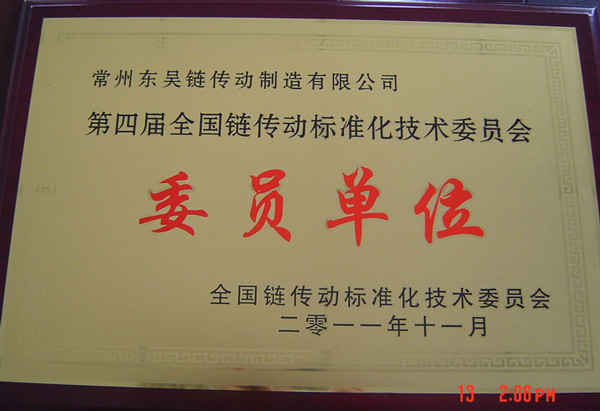 常州东吴链传动制造有限公司
第四届全国链传动标准化技术委员会
委员单位
全国链传动标准化技术委员会
二零一一年十一月
13 2:06PM